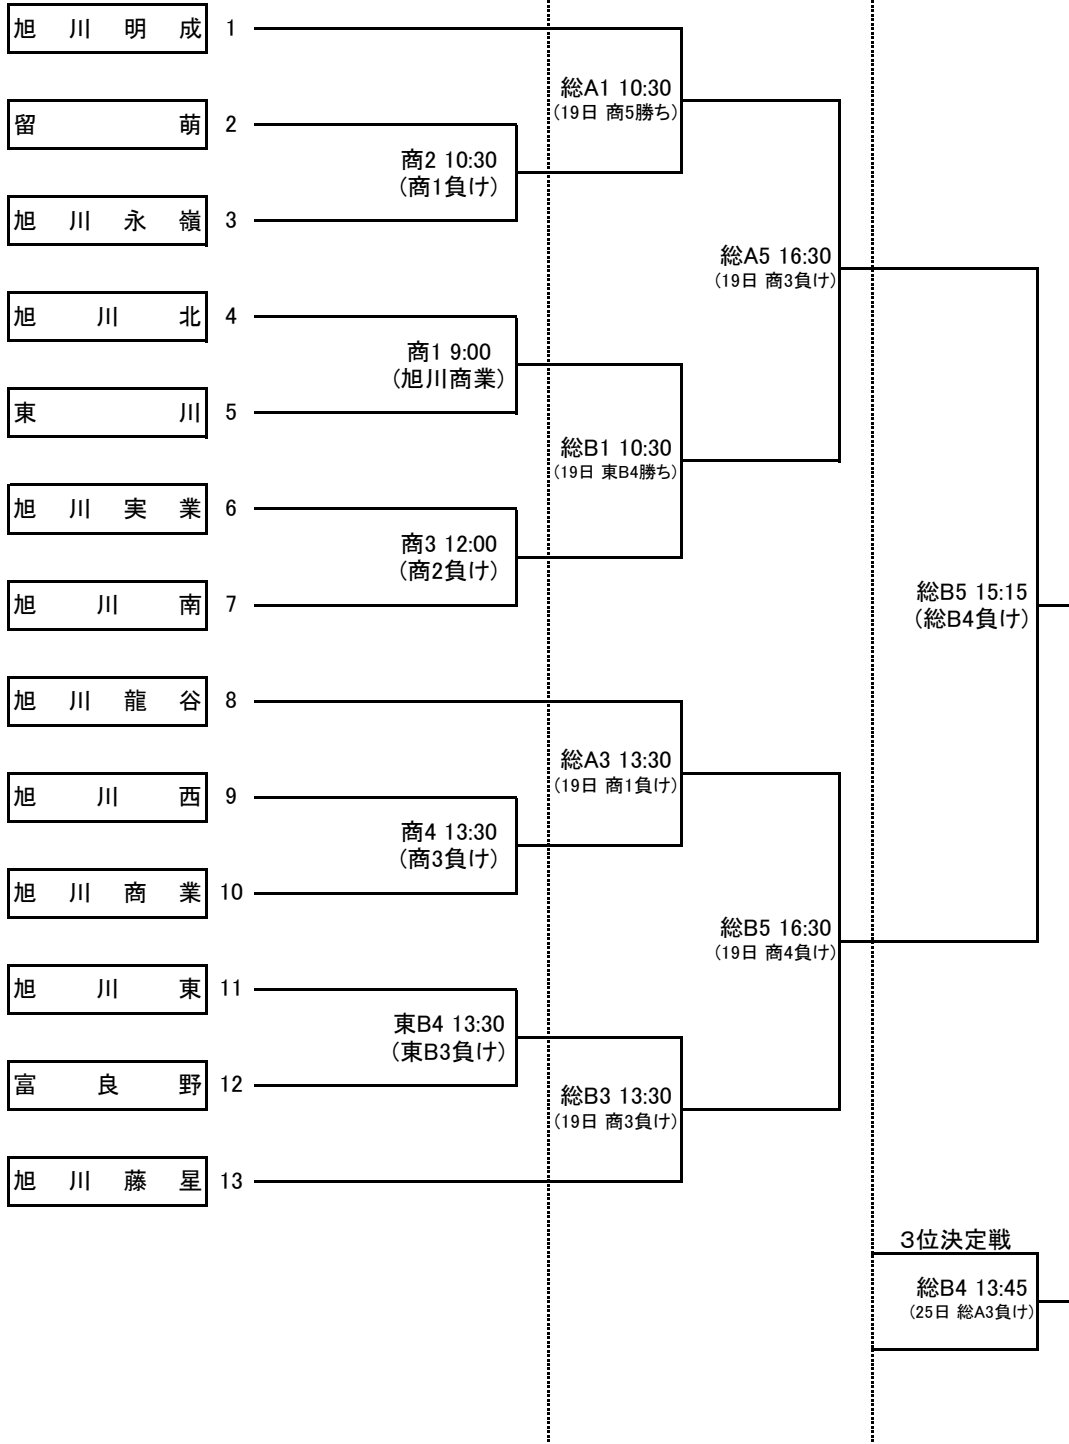 旭川明成 1
総A1 10:30
(19日 商5勝ち)
留萌 2
商2 10:30
(商1負け)
旭川永嶺 3
総A5 16:30
(19日 商3負け)
旭川北 4
商1 9:00
(旭川商業)
東川 5
総B1 10:30
(19日 東B4勝ち)
旭川実業 6
商3 12:00
(商2負け)
旭川南 7
総B5 15:15
(総B4負け)
旭川龍谷 8
総A3 13:30
(19日 商1負け)
旭川西 9
商4 13:30
(商3負け)
旭川商業 10
総B5 16:30
(19日 商4負け)
旭川東 11
東B4 13:30
(東B3負け)
富良野 12
総B3 13:30
(19日 商3負け)
旭川藤星 13
３位決定戦
総B4 13:45
(25日 総A3負け)